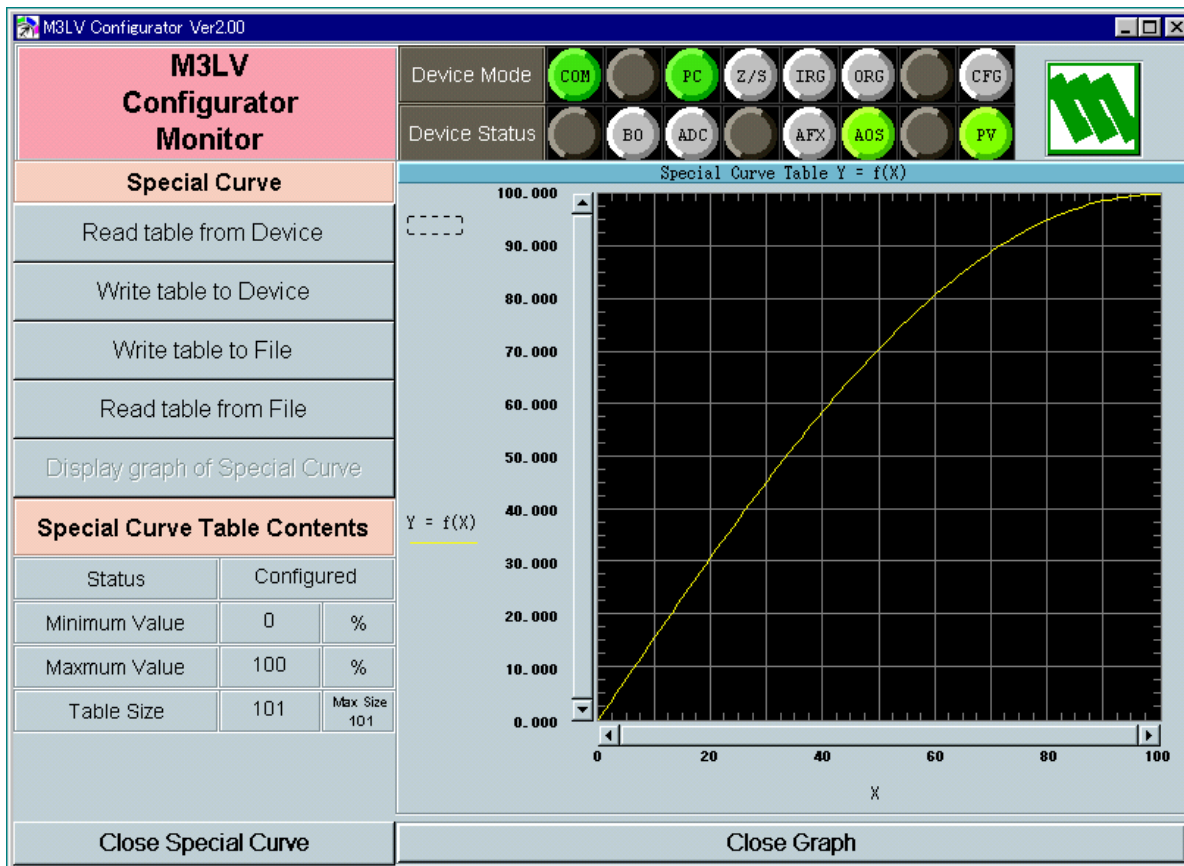 M3LV Configurator Ver2.00
M3LV
Configurator
Monitor
Device Mode COM PC Z/S IRG ORG CFG
Device Status BO ADC AFX AOS PV
Special Curve
Read table from Device
Write table to Device
Write table to File
Read table from File
Display graph of Special Curve
Special Curve Table Contents
Status Configured
Minimum Value 0 %
Maxmum Value 100 %
Table Size 101 Max Size 101
Close Special Curve
Special Curve Table Y = f(X)
100.000
90.000
80.000
70.000
60.000
50.000
40.000
Y = f(X)
30.000
20.000
10.000
0.000
0 20 40 60 80 100
X
Close Graph